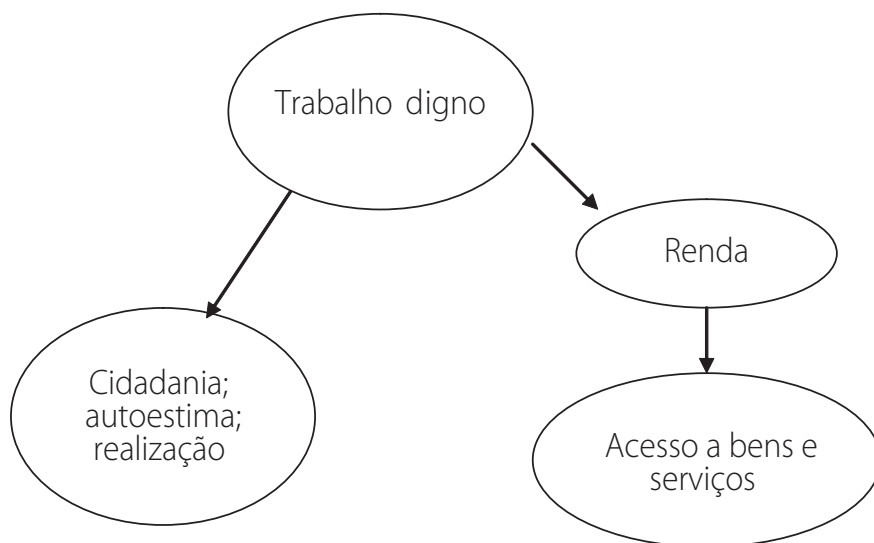 Trabalho digno
Renda
Cidadania;
autoestima;
realização
Acesso a bens e
serviços